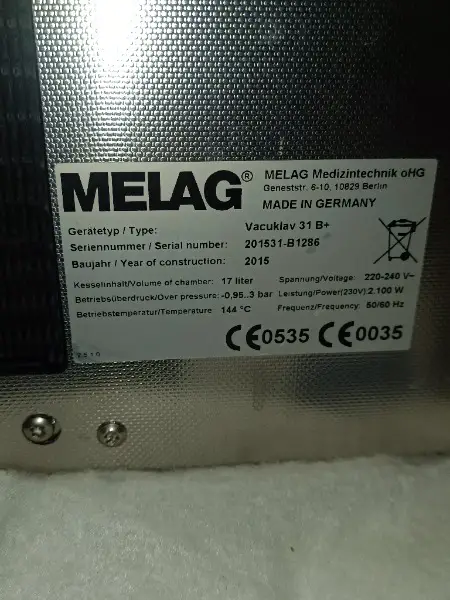 MELAG®
MELAG Medizintechnik oHG
Geneststr. 6-10, 10829 Berlin
MADE IN GERMANY
Gerätetyp / Type: Vacuklav 31 B+
Seriennummer / Serial number: 201531-B1286
Baujahr / Year of construction: 2015
Kesselinhalt/Volume of chamber: 17 liter Spannung/Voltage: 220-240 V~
Betriebsüberdruck/Over pressure: -0,95..3 bar Leistung/Power(230V): 2.100 W
Betriebstemperatur/Temperature 144 °C Frequenz/Frequency: 50/60 Hz
CE0535 CE0035